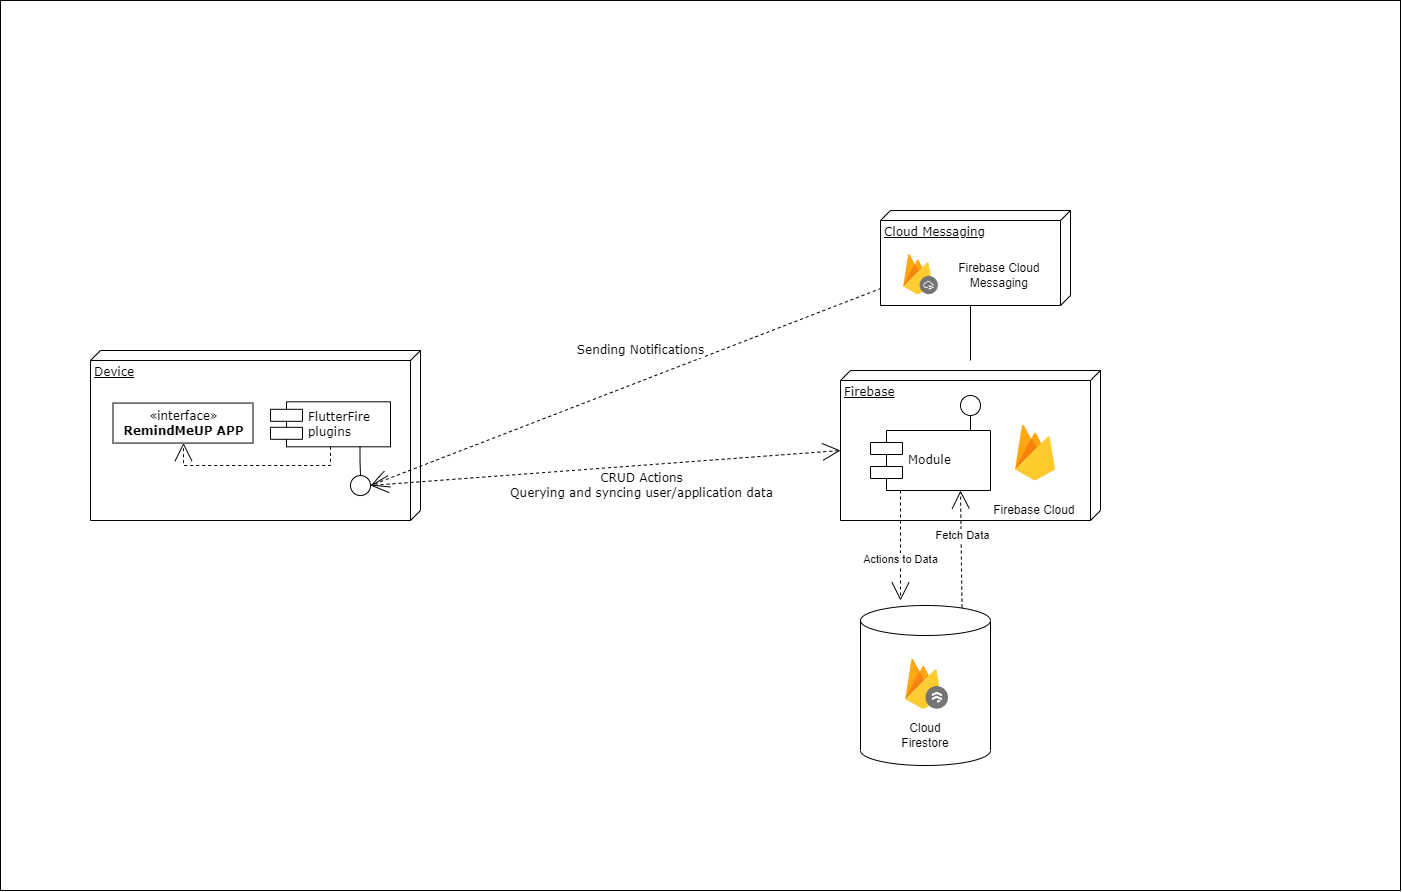 Cloud Messaging
Firebase Cloud
Messaging
Sending Notifications
Device
«interface»
RemindMeUP APP
FlutterFire
plugins
CRUD Actions
Querying and syncing user/application data
Firebase
Module
Firebase Cloud
Fetch Data
Actions to Data
Cloud
Firestore